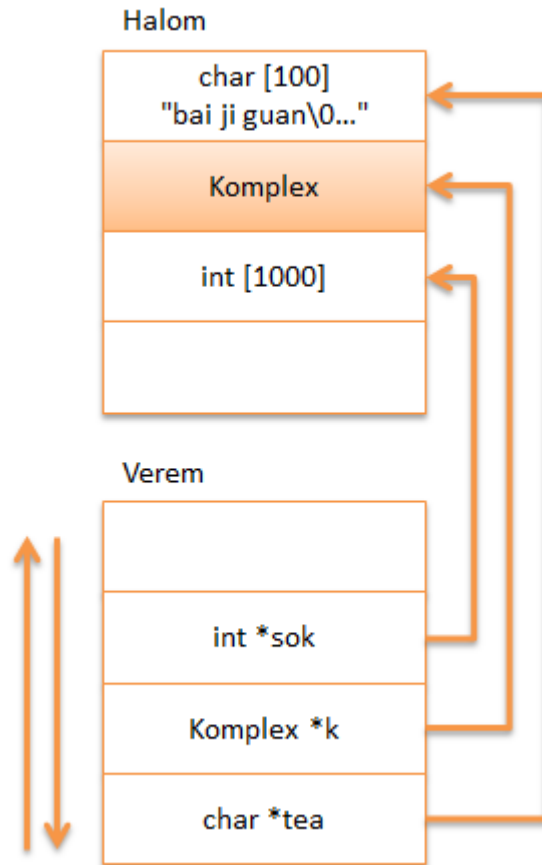 Halom
char [100]
"bai ji guan\0..."
Komplex
int [1000]
Verem
int *sok
Komplex *k
char *tea